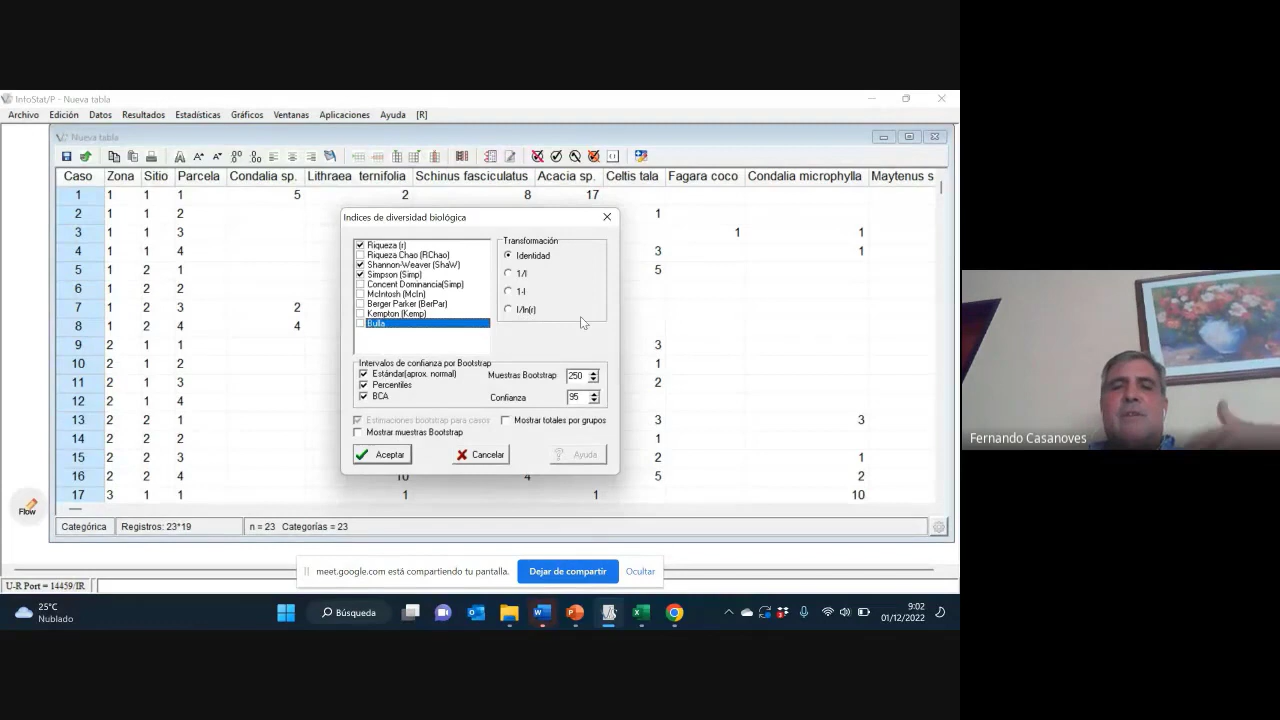 InfoStat/P - Nueva tabla
Archivo Edición Datos Resultados Estadísticas Gráficos Ventanas Aplicaciones Ayuda [R]
Nueva tabla
Caso Zona Sitio Parcela Condalia sp. Lithraea ternifolia Schinus fasciculatus Acacia sp. Celtis tala Fagara coco Condalia microphylla Maytenus s
1 1 1 1 5 2 8 17
2 1 1 2 1
3 1 1 3 1 1
4 1 1 4 3 1
5 1 2 1 5
6 1 2 2
7 1 2 3 2
8 1 2 4 4
9 2 1 1 3
10 2 1 2 1
11 2 1 3 2
12 2 1 4
13 2 2 1 3 3
14 2 2 2 1
15 2 2 3 2 1
16 2 2 4 10 4 5 2
17 3 1 1 1 1 10
Indices de diversidad biológica
Riqueza (r)
Riqueza Chao (RChao)
Shannon-Weaver (ShaW)
Simpson (Simp)
Concent Dominancia(Simp)
McIntosh (McIn)
Berger Parker (BerPar)
Kempton (Kemp)
Bulla
Transformación
Identidad
1/I
1-I
I/ln(r)
Intervalos de confianza por Bootstrap
Estándar(aprox. normal)
Percentiles
BCA
Muestras Bootstrap 250
Confianza 95
Estimaciones bootstrap para casos
Mostrar totales por grupos
Mostrar muestras Bootstrap
Aceptar Cancelar Ayuda
Flow
Categórica Registros: 23*19 n = 23 Categorías = 23
meet.google.com está compartiendo tu pantalla. Dejar de compartir Ocultar
U-R Port = 14459/IR
25°C
Nublado
Búsqueda
9:02
01/12/2022
Fernando Casanoves